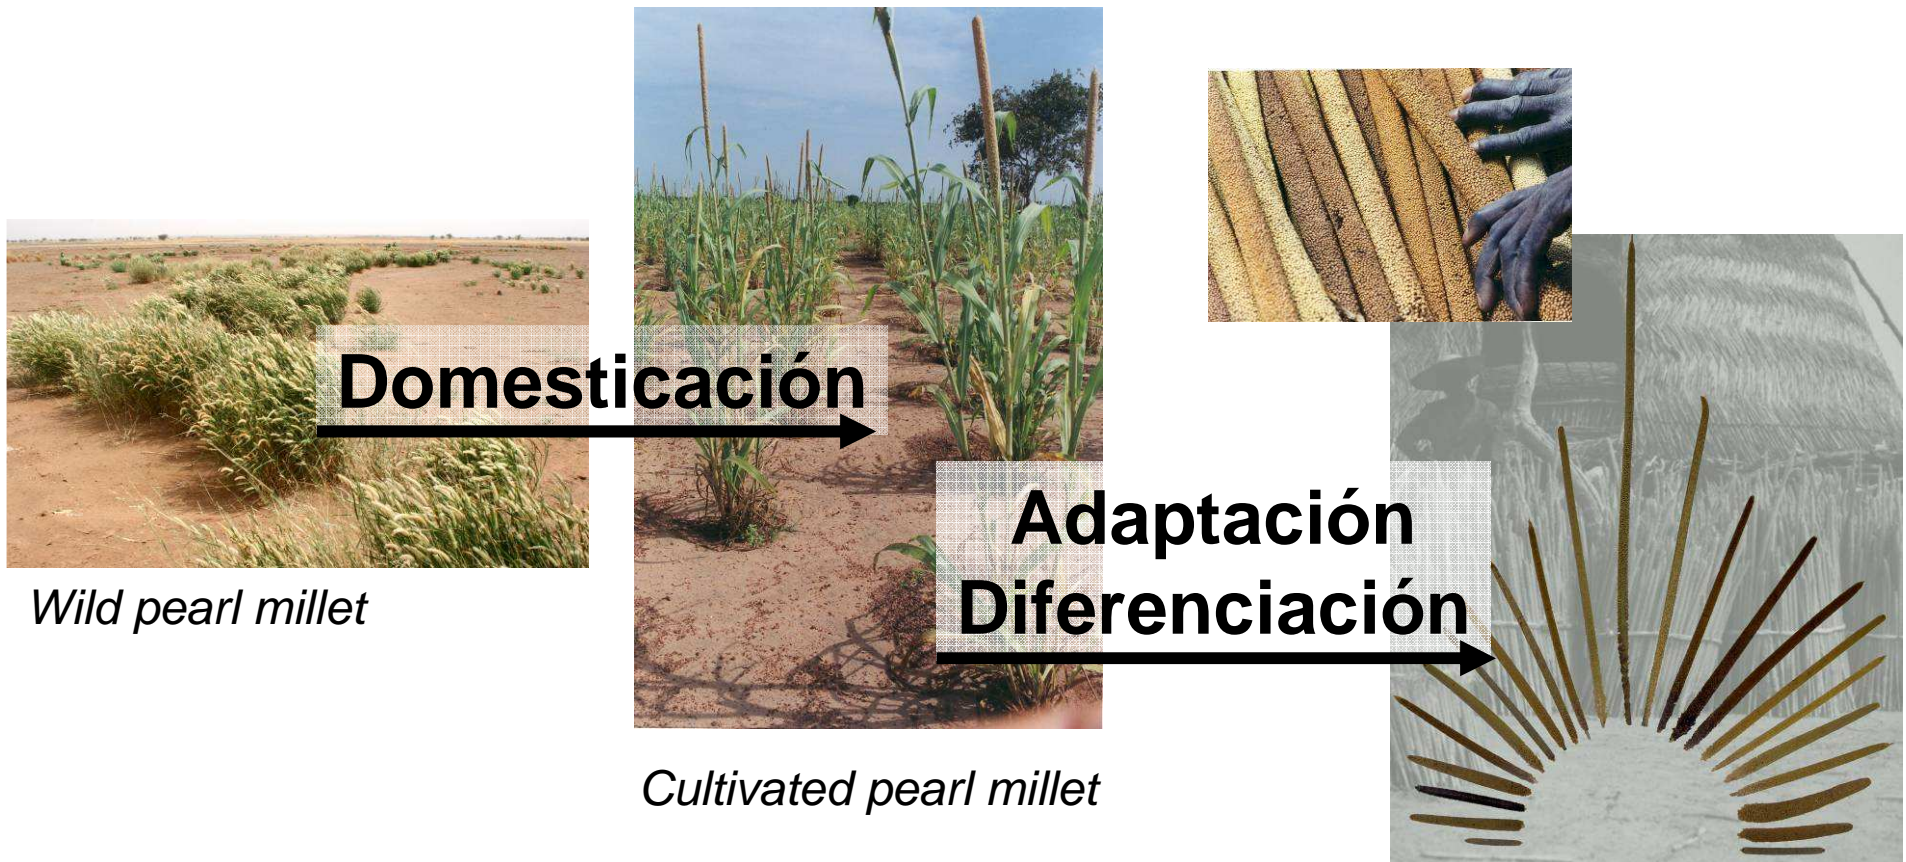 Domesticación
Adaptación
Diferenciación
Wild pearl millet
Cultivated pearl millet